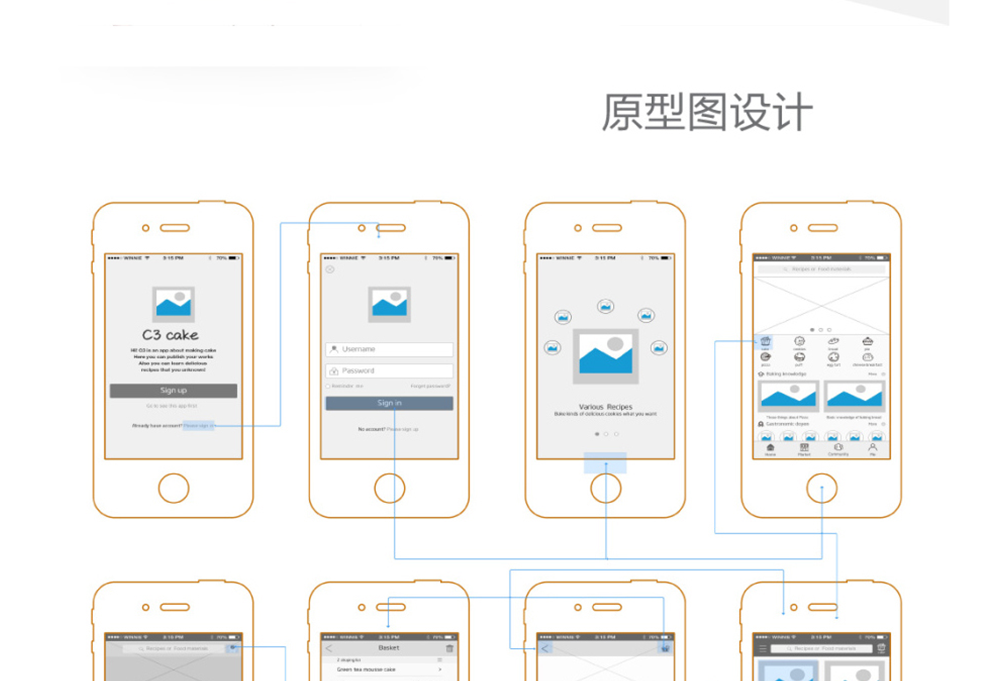 原型图设计
WINNIE 3:15 PM 70%
C3 cake
Hi! C3 is an app about making cake
Here you can publish your works
Also you can learn delicious
recipes that you unknown!
Sign up
Go to see the app first
Already have account? Please sign in
WINNIE 3:15 PM 70%
Username
Password
Remember me Forgot password?
Sign in
No account? Please sign up
WINNIE 3:15 PM 70%
Various Recipes
Bake kinds of delicious cookies what you want
WINNIE 3:15 PM 70%
Recipes or Food materials
Baking knowledge More
Those things about Pizza Basic knowledge of baking bread
Gastronomic depare More
Home Market Community Me
WINNIE 3:15 PM 70%
Recipes or Food materials
WINNIE 3:15 PM 70%
Basket
Green tea mousse cake
WINNIE 3:15 PM 70%
WINNIE 3:15 PM 70%
Recipes or Food materials